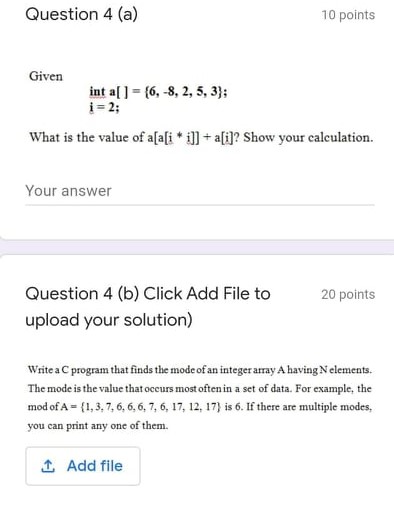 Question 4 (a)
10 points
Given
int a[ ] = {6, -8, 2, 5, 3};
i = 2;
What is the value of a[a[i * i]] + a[i]? Show your calculation.
Your answer
Question 4 (b) Click Add File to
20 points
upload your solution)
Write a C program that finds the mode of an integer array A having N elements.
The mode is the value that occurs most often in a set of data. For example, the
mod of A = {1, 3, 7, 6, 6, 6, 7, 6, 17, 12, 17} is 6. If there are multiple modes,
you can print any one of them.
Add file